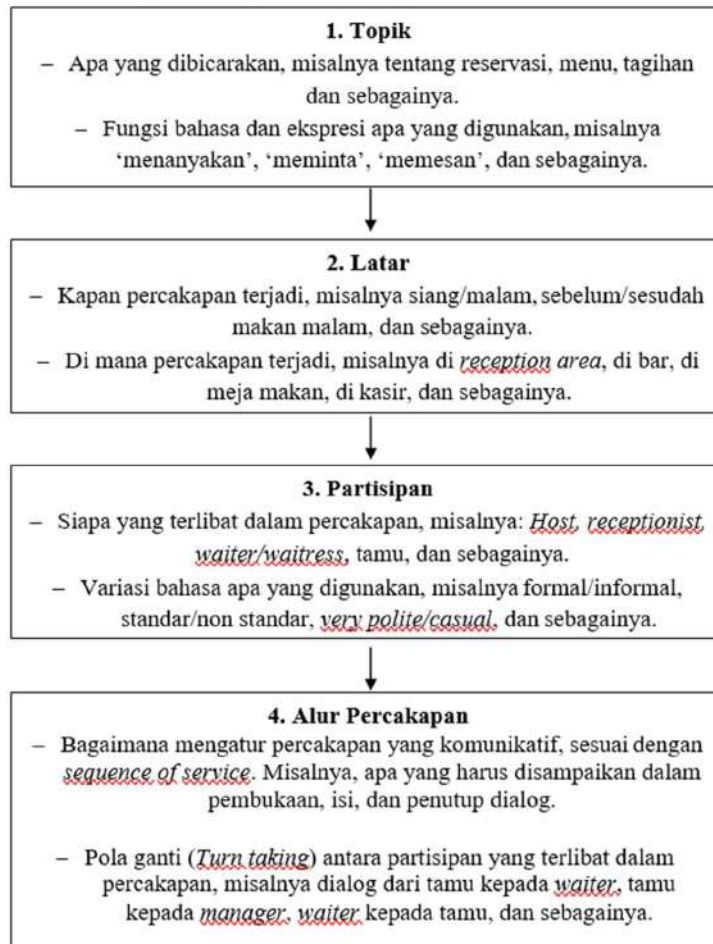 1. Topik
– Apa yang dibicarakan, misalnya tentang reservasi, menu, tagihan
dan sebagainya.
– Fungsi bahasa dan ekspresi apa yang digunakan, misalnya
‘menanyakan’, ‘meminta’, ‘memesan’, dan sebagainya.
2. Latar
– Kapan percakapan terjadi, misalnya siang/malam, sebelum/sesudah
makan malam, dan sebagainya.
– Di mana percakapan terjadi, misalnya di reception area, di bar, di
meja makan, di kasir, dan sebagainya.
3. Partisipan
– Siapa yang terlibat dalam percakapan, misalnya: Host, receptionist,
waiter/waitress, tamu, dan sebagainya.
– Variasi bahasa apa yang digunakan, misalnya formal/informal,
standar/non standar, very polite/casual, dan sebagainya.
4. Alur Percakapan
– Bagaimana mengatur percakapan yang komunikatif, sesuai dengan
sequence of service. Misalnya, apa yang harus disampaikan dalam
pembukaan, isi, dan penutup dialog.
– Pola ganti (Turn taking) antara partisipan yang terlibat dalam
percakapan, misalnya dialog dari tamu kepada waiter, tamu
kepada manager, waiter kepada tamu, dan sebagainya.